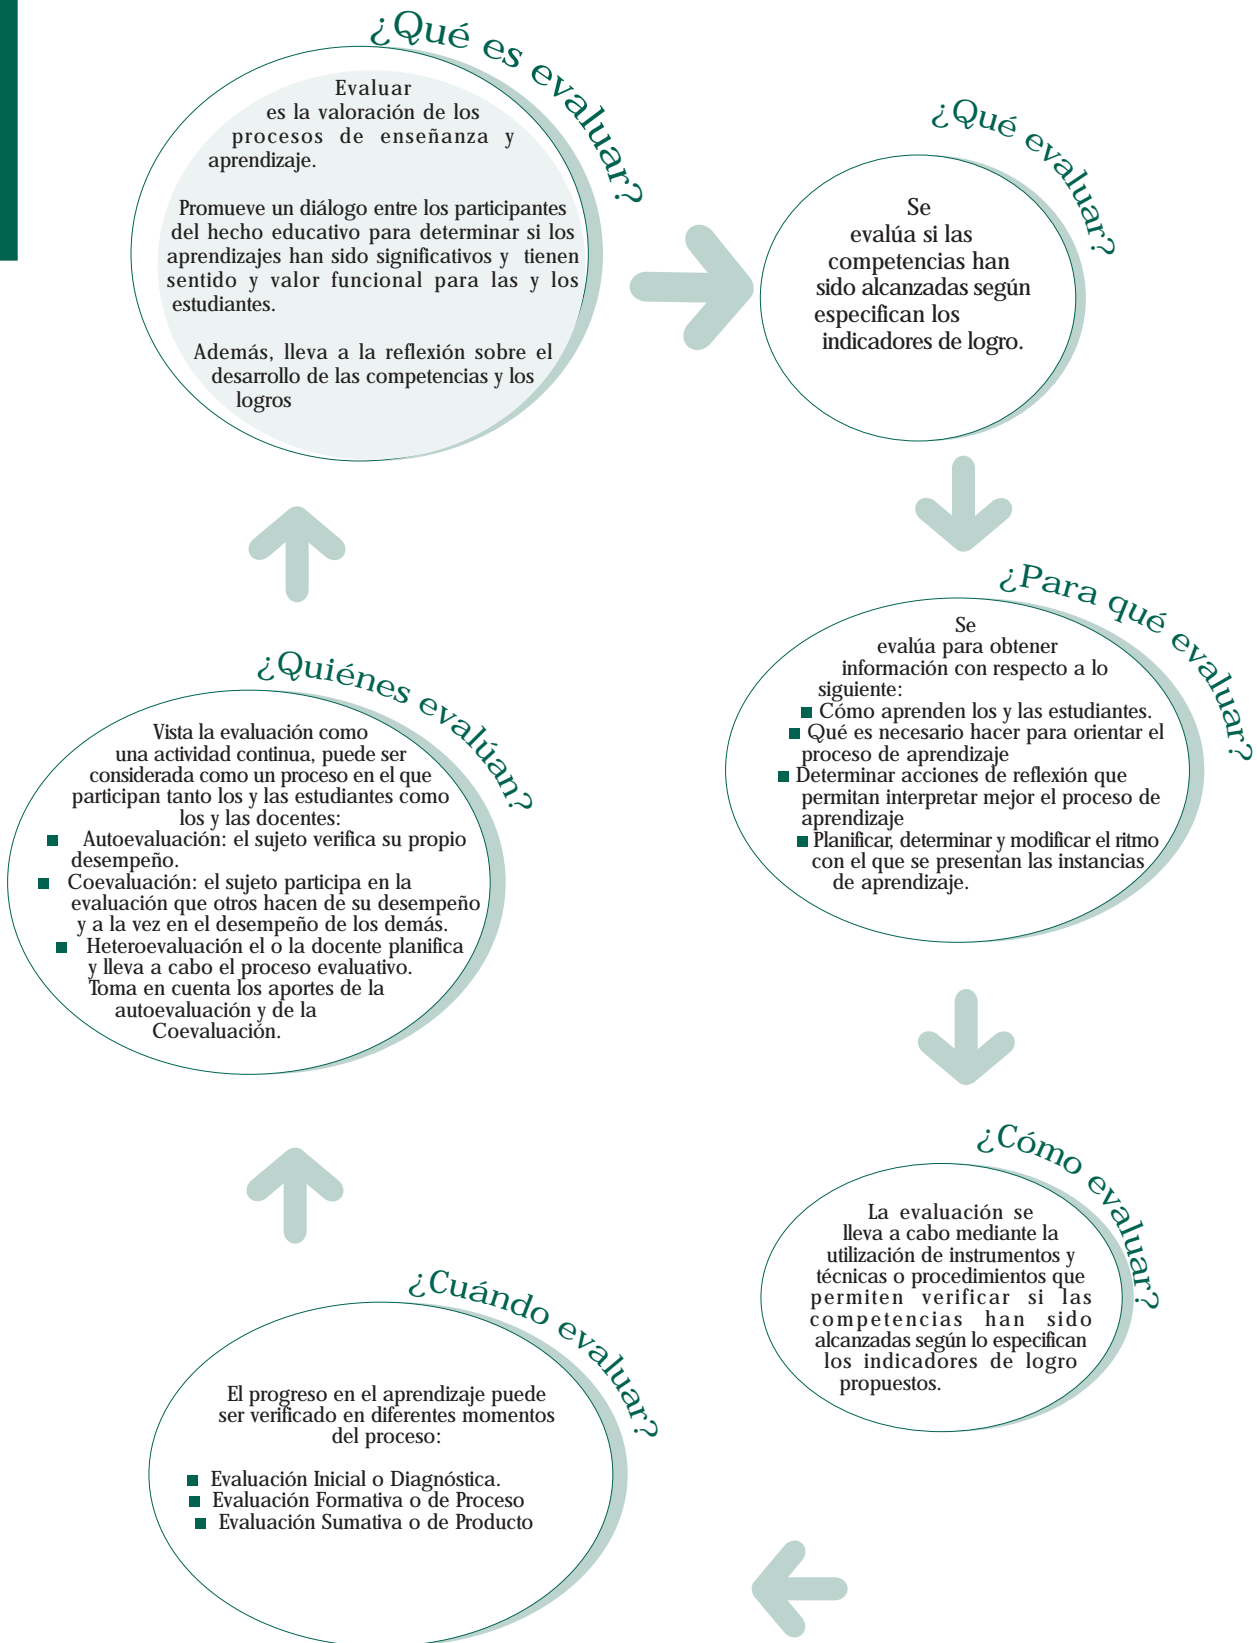 ¿Qué es evaluar?
Evaluar
es la valoración de los
procesos de enseñanza y
aprendizaje.
Promueve un diálogo entre los participantes
del hecho educativo para determinar si los
aprendizajes han sido significativos y tienen
sentido y valor funcional para las y los
estudiantes.
Además, lleva a la reflexión sobre el
desarrollo de las competencias y los
logros
¿Qué evaluar?
Se
evalúa si las
competencias han
sido alcanzadas según
especifican los
indicadores de logro.
¿Para qué evaluar?
Se
evalúa para obtener
información con respecto a lo
siguiente:
■ Cómo aprenden los y las estudiantes.
■ Qué es necesario hacer para orientar el
proceso de aprendizaje
■ Determinar acciones de reflexión que
permitan interpretar mejor el proceso de
aprendizaje
■ Planificar, determinar y modificar el ritmo
con el que se presentan las instancias
de aprendizaje.
¿Cómo evaluar?
La evaluación se
lleva a cabo mediante la
utilización de instrumentos y
técnicas o procedimientos que
permiten verificar si las
competencias han sido
alcanzadas según lo especifican
los indicadores de logro
propuestos.
¿Cuándo evaluar?
El progreso en el aprendizaje puede
ser verificado en diferentes momentos
del proceso:
■ Evaluación Inicial o Diagnóstica.
■ Evaluación Formativa o de Proceso
■ Evaluación Sumativa o de Producto
¿Quiénes evalúan?
Vista la evaluación como
una actividad continua, puede ser
considerada como un proceso en el que
participan tanto los y las estudiantes como
los y las docentes:
■ Autoevaluación: el sujeto verifica su propio
desempeño.
■ Coevaluación: el sujeto participa en la
evaluación que otros hacen de su desempeño
y a la vez en el desempeño de los demás.
■ Heteroevaluación el o la docente planifica
y lleva a cabo el proceso evaluativo.
Toma en cuenta los aportes de la
autoevaluación y de la
Coevaluación.